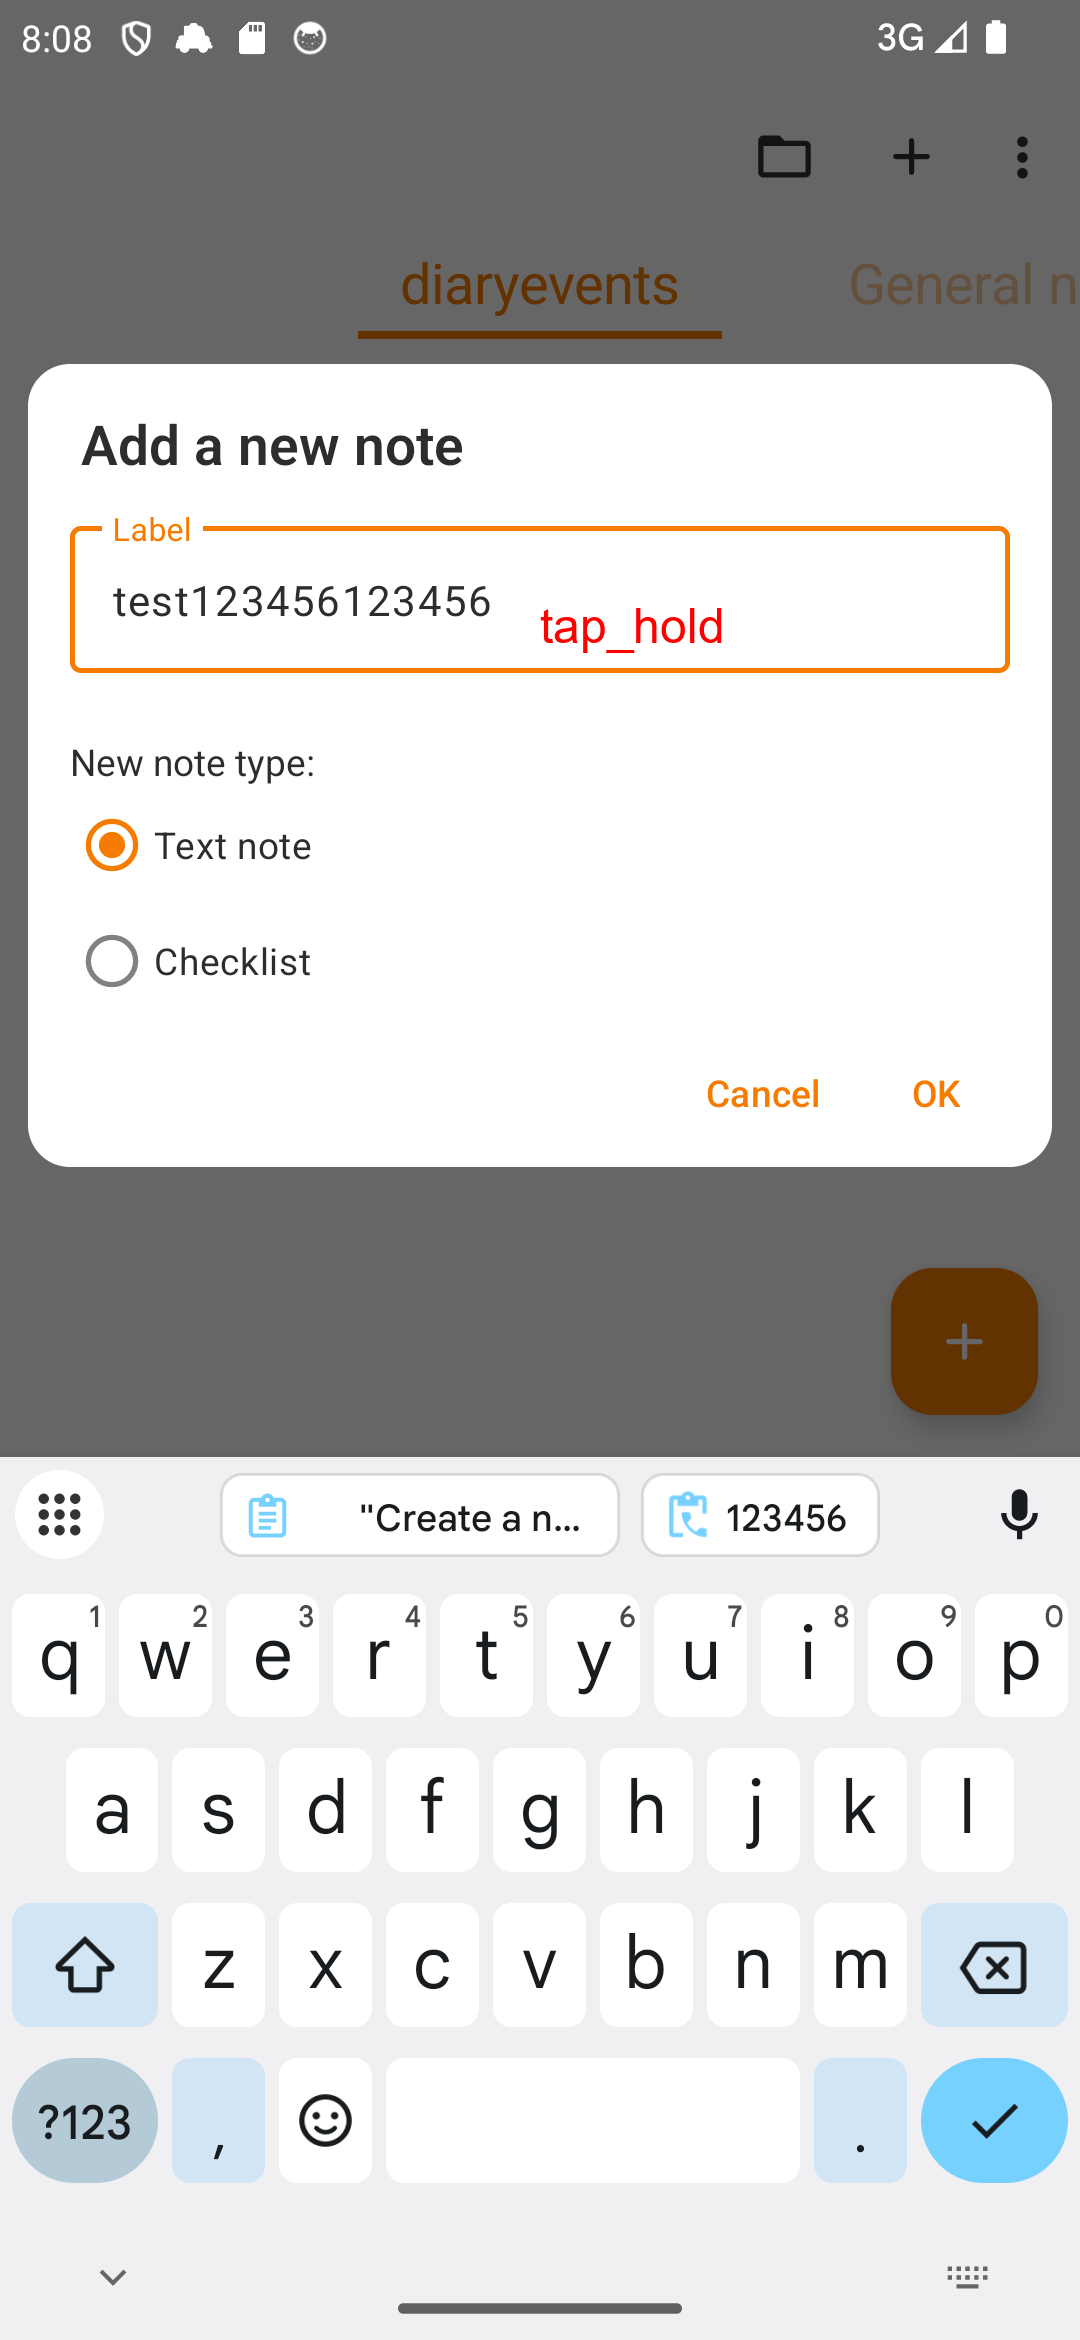 8:08 3G
diaryevents General n
Add a new note
Label
test123456123456
tap_hold
New note type:
Text note
Checklist
Cancel OK
"Create a n... 123456
1 2 3 4 5 6 7 8 9 0
q w e r t y u i o p
a s d f g h j k l
z x c v b n m
?123 , .